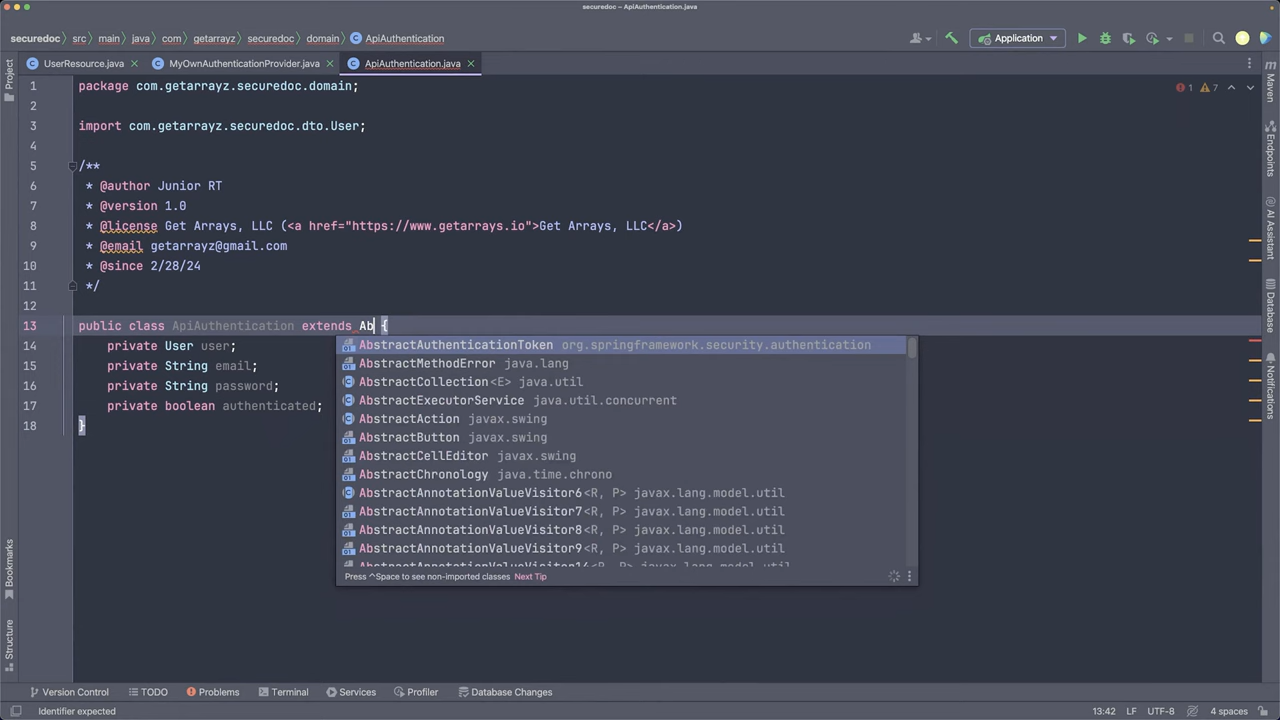 securedoc – ApiAuthentication.java
securedoc src main java com getarrayz securedoc domain ApiAuthentication Application
UserResource.java MyOwnAuthenticationProvider.java ApiAuthentication.java
Project
Maven
Endpoints
AI Assistant
Database
Notifications
Bookmarks
Structure
1 7
1 package com.getarrayz.securedoc.domain;
2
3 import com.getarrayz.securedoc.dto.User;
4
5 /**
6 * @author Junior RT
7 * @version 1.0
8 * @license Get Arrays, LLC (<a href="https://www.getarrays.io">Get Arrays, LLC</a>)
9 * @email getarrayz@gmail.com
10 * @since 2/28/24
11 */
12
13 public class ApiAuthentication extends Ab {
14 private User user;
15 private String email;
16 private String password;
17 private boolean authenticated;
18 }
AbstractAuthenticationToken org.springframework.security.authentication
AbstractMethodError java.lang
AbstractCollection<E> java.util
AbstractExecutorService java.util.concurrent
AbstractAction javax.swing
AbstractButton javax.swing
AbstractCellEditor javax.swing
AbstractChronology java.time.chrono
AbstractAnnotationValueVisitor6<R, P> javax.lang.model.util
AbstractAnnotationValueVisitor7<R, P> javax.lang.model.util
AbstractAnnotationValueVisitor8<R, P> javax.lang.model.util
AbstractAnnotationValueVisitor9<R, P> javax.lang.model.util
AbstractAnnotationValueVisitor14<R, P> javax.lang.model.util
Press ^Space to see non-imported classes Next Tip
Version Control TODO Problems Terminal Services Profiler Database Changes
Identifier expected 13:42 LF UTF-8 4 spaces